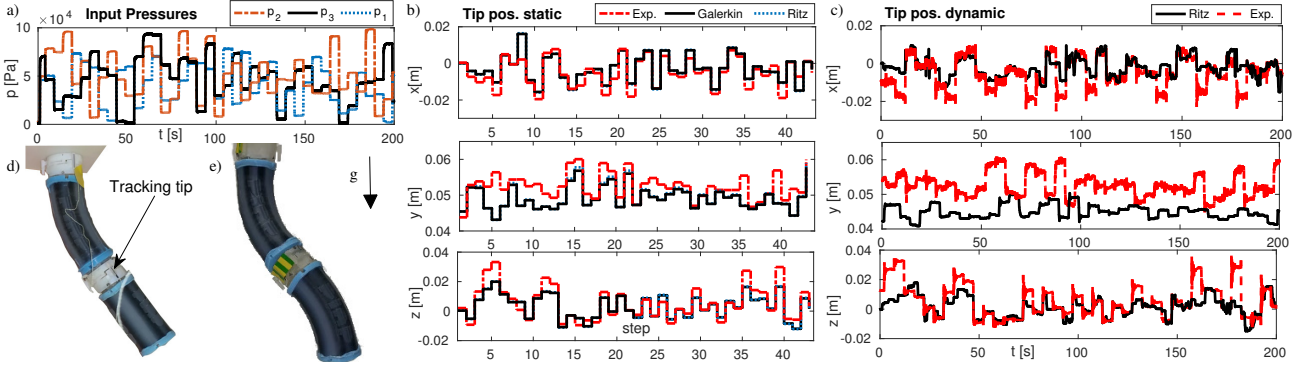 a) Input Pressures p₂ p₃ p₁
× 10⁴
10
5
0
p [Pa]
0 50 100 150 200
t [s]
d)
e)
g
Tracking tip
b) Tip pos. static
Exp. Galerkin Ritz
0.02
0
-0.02
x[m]
5 10 15 20 25 30 35 40
0.06
0.05
0.04
y [m]
5 10 15 20 25 30 35 40
0.04
0.02
0
-0.02
z [m]
step
5 10 15 20 25 30 35 40
c) Tip pos. dynamic
Ritz Exp.
0.02
0
-0.02
x[m]
0 50 100 150 200
0.06
0.05
0.04
y [m]
0 50 100 150 200
0.04
0.02
0
-0.02
z [m]
0 50 100 150 200
t [s]